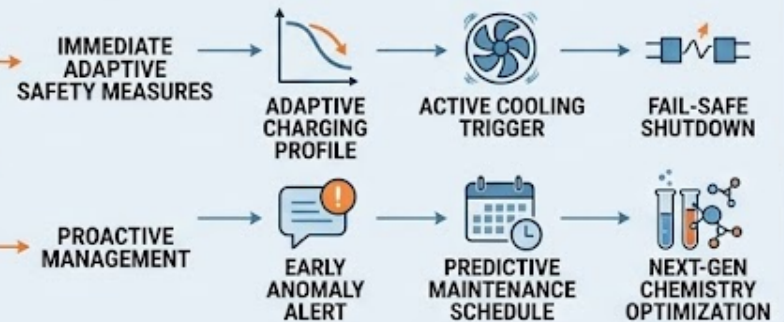 IMMEDIATE
ADAPTIVE
SAFETY MEASURES
ADAPTIVE
CHARGING
PROFILE
ACTIVE COOLING
TRIGGER
FAIL-SAFE
SHUTDOWN
PROACTIVE
MANAGEMENT
EARLY
ANOMALY
ALERT
PREDICTIVE
MAINTENANCE
SCHEDULE
NEXT-GEN
CHEMISTRY
OPTIMIZATION